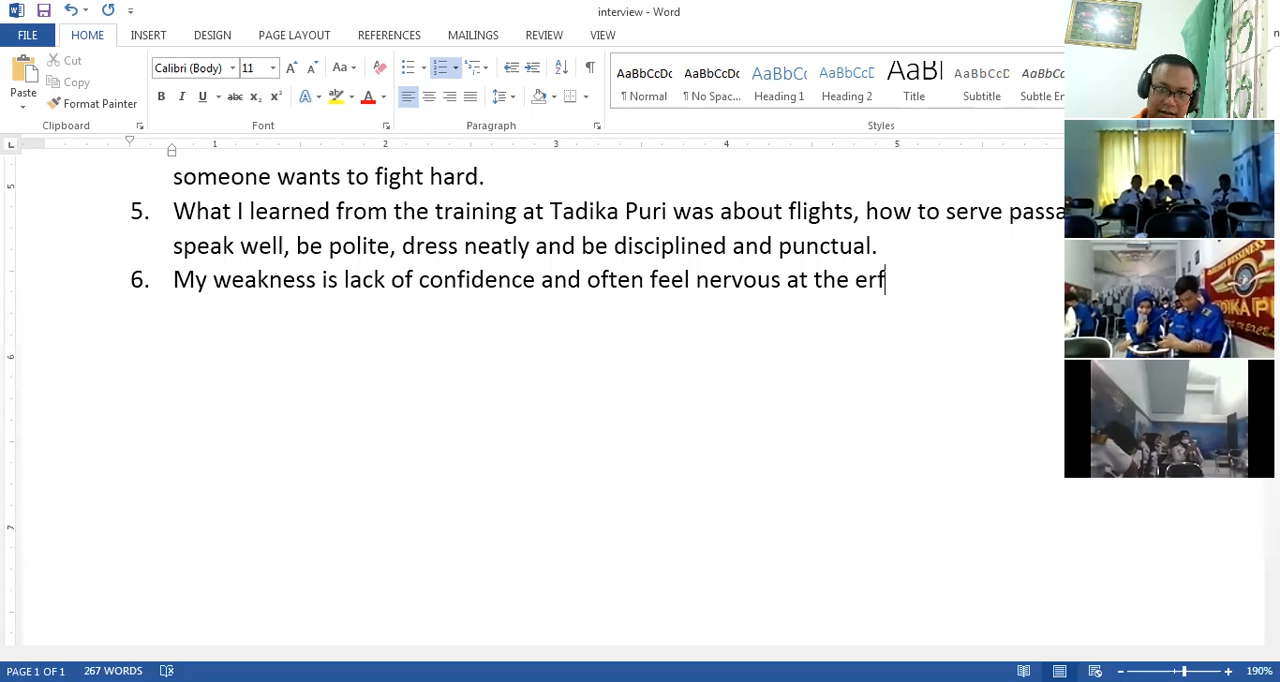 interview - Word
FILE HOME INSERT DESIGN PAGE LAYOUT REFERENCES MAILINGS REVIEW VIEW
Cut
Copy
Format Painter
Paste
Calibri (Body) 11
AaBbCcDc AaBbCcDc AaBbCc AaBbCcE AaBl AaBbCcD AaBbCcD
¶ Normal ¶ No Spac... Heading 1 Heading 2 Title Subtitle Subtle En
Clipboard Font Paragraph Styles
someone wants to fight hard.
5. What I learned from the training at Tadika Puri was about flights, how to serve passa
speak well, be polite, dress neatly and be disciplined and punctual.
6. My weakness is lack of confidence and often feel nervous at the erf
PAGE 1 OF 1 267 WORDS 190%